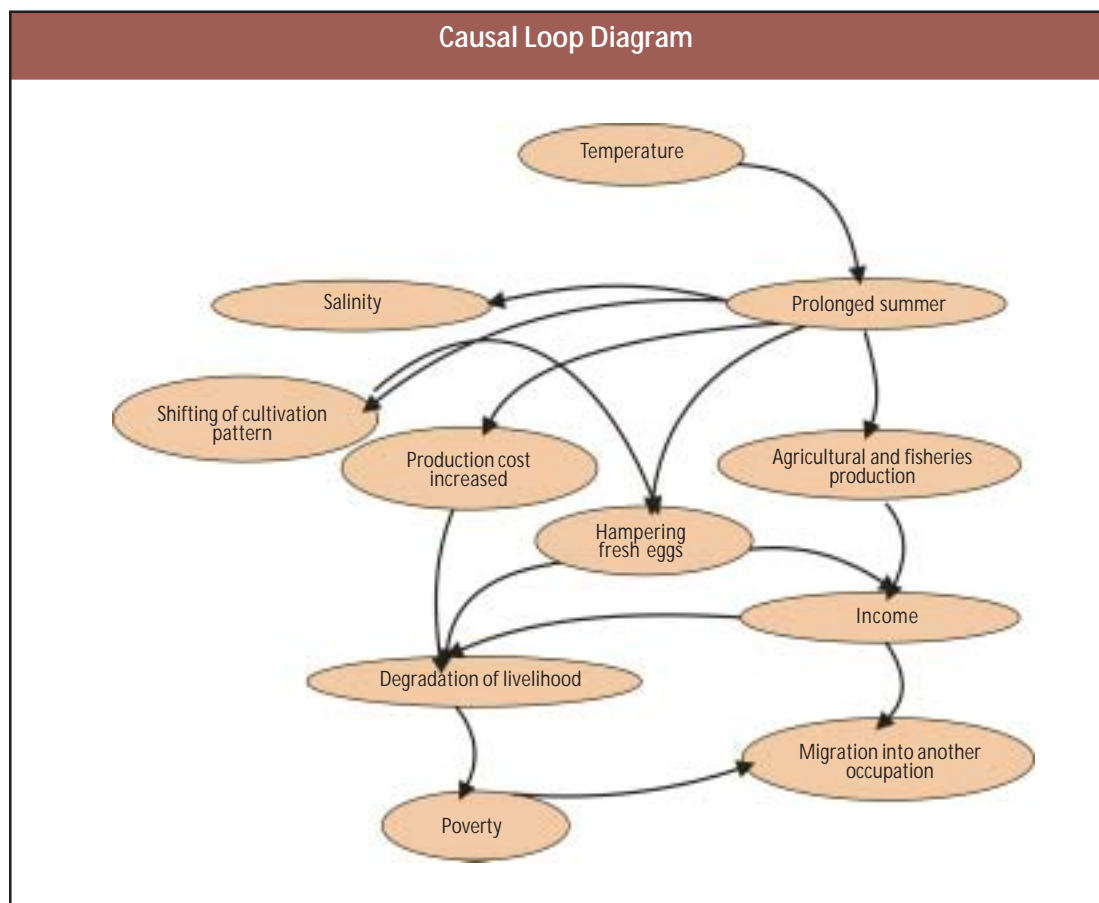 Causal Loop Diagram
Temperature
Salinity
Prolonged summer
Shifting of cultivation
pattern
Production cost
increased
Agricultural and fisheries
production
Hampering
fresh eggs
Income
Degradation of livelihood
Migration into another
occupation
Poverty